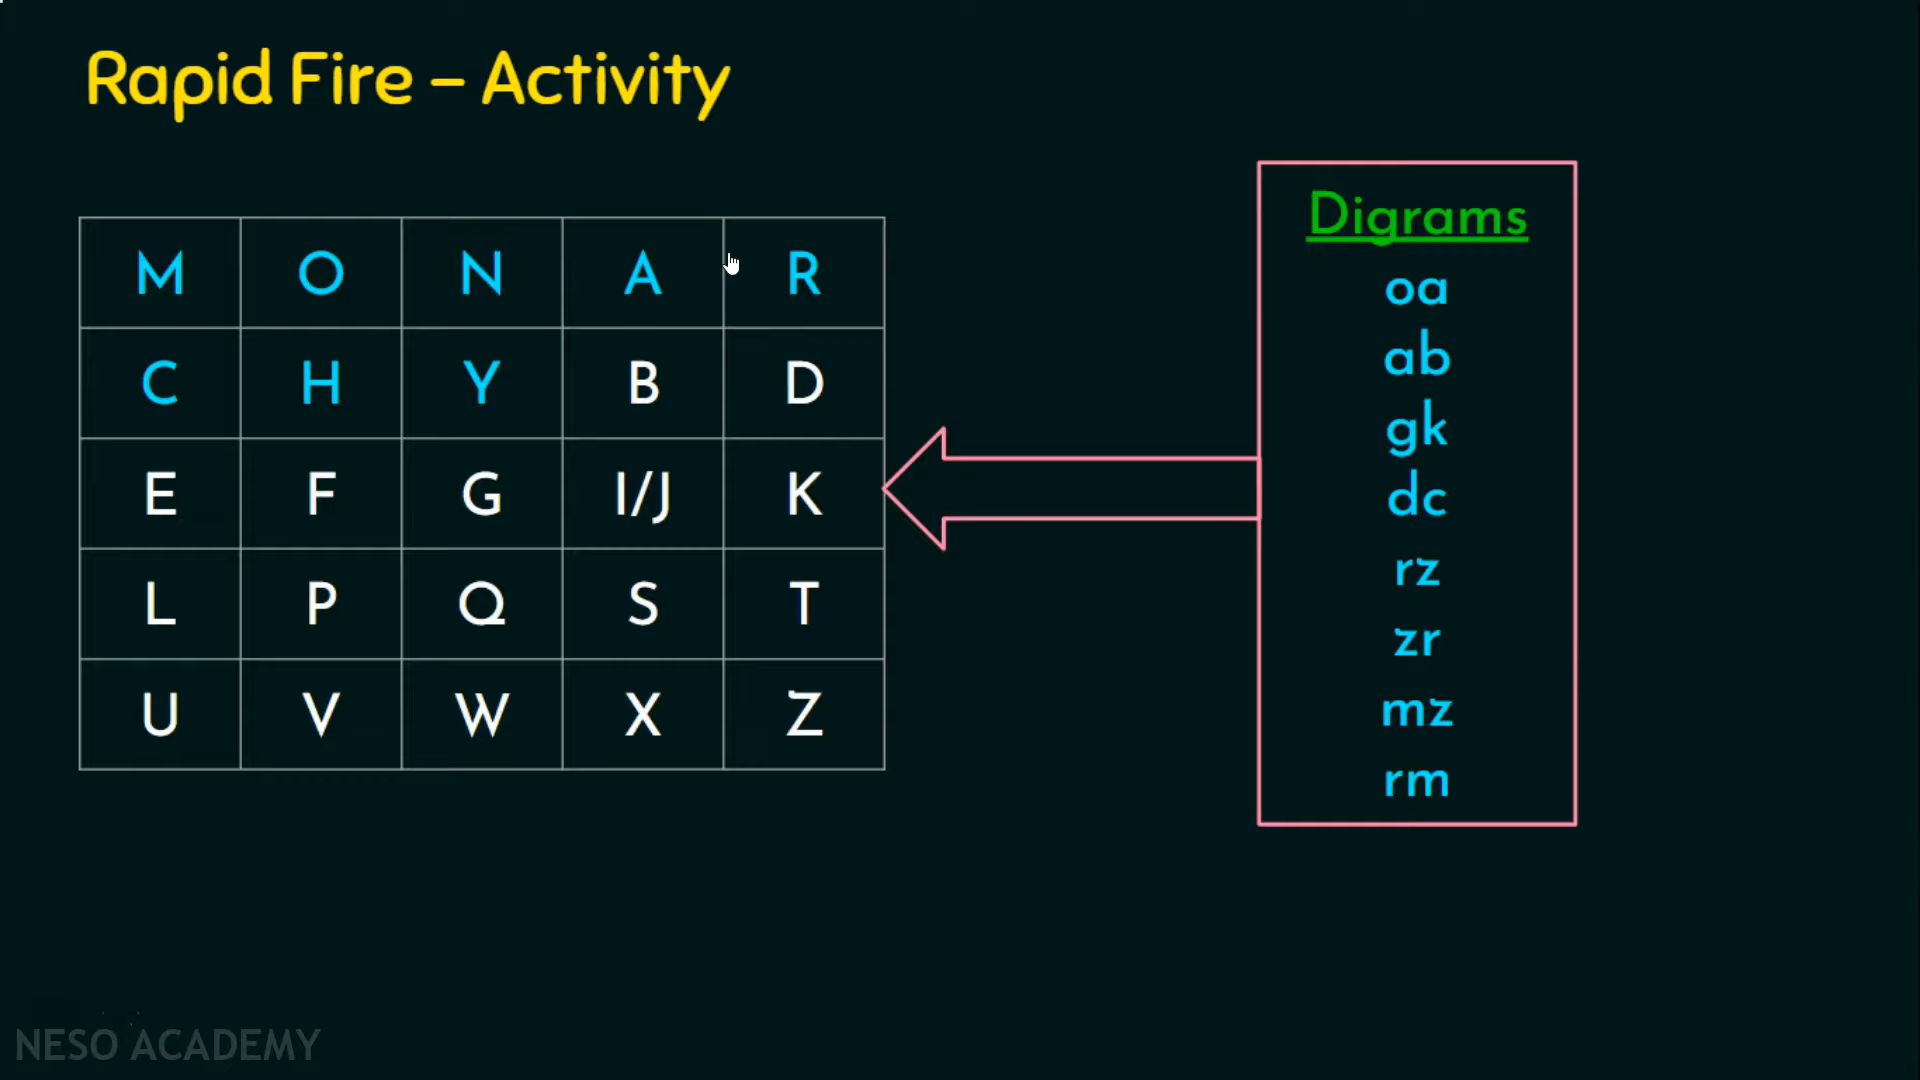 Rapid Fire – Activity
M O N A R
C H Y B D
E F G I/J K
L P Q S T
U V W X Z
Digrams
oa
ab
gk
dc
rz
zr
mz
rm
NESO ACADEMY